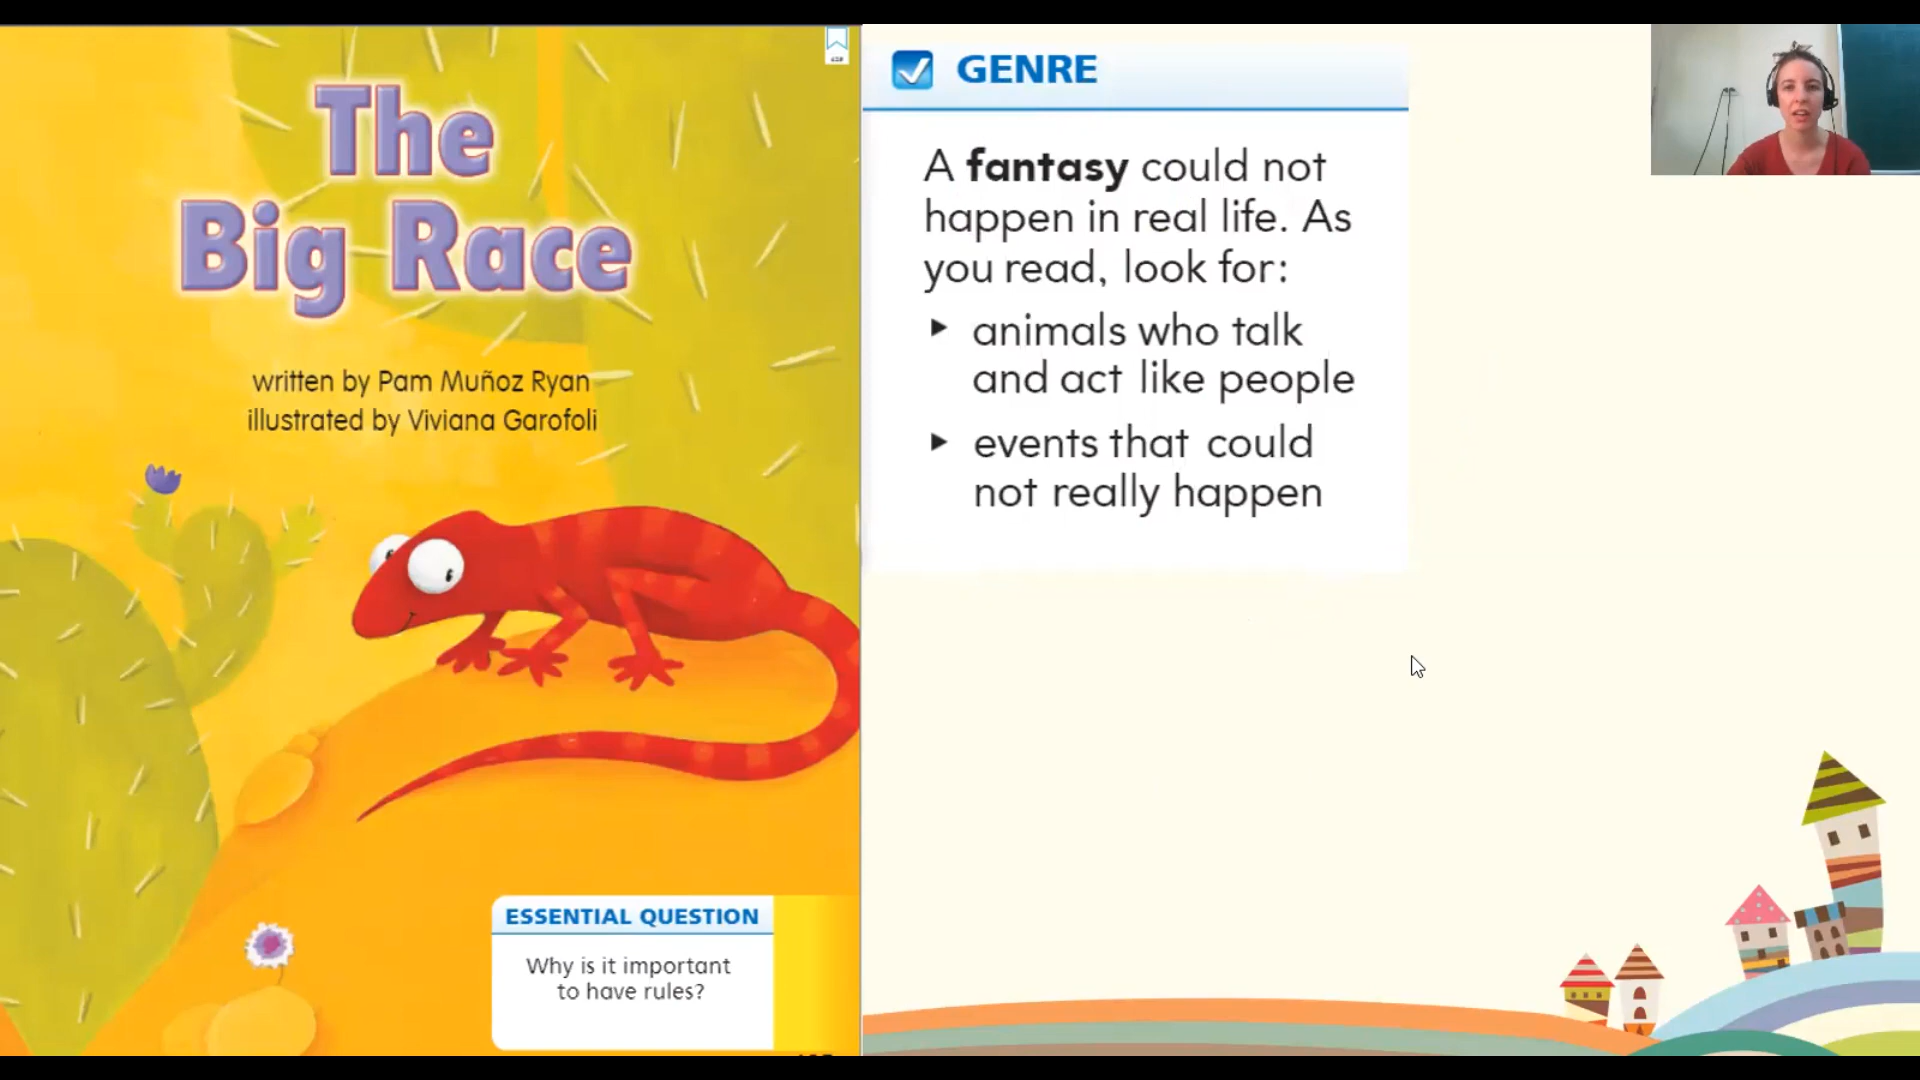 The
Big Race
written by Pam Muñoz Ryan
illustrated by Viviana Garofoli
ESSENTIAL QUESTION
Why is it important
to have rules?
GENRE
A fantasy could not
happen in real life. As
you read, look for:
▸ animals who talk
and act like people
▸ events that could
not really happen